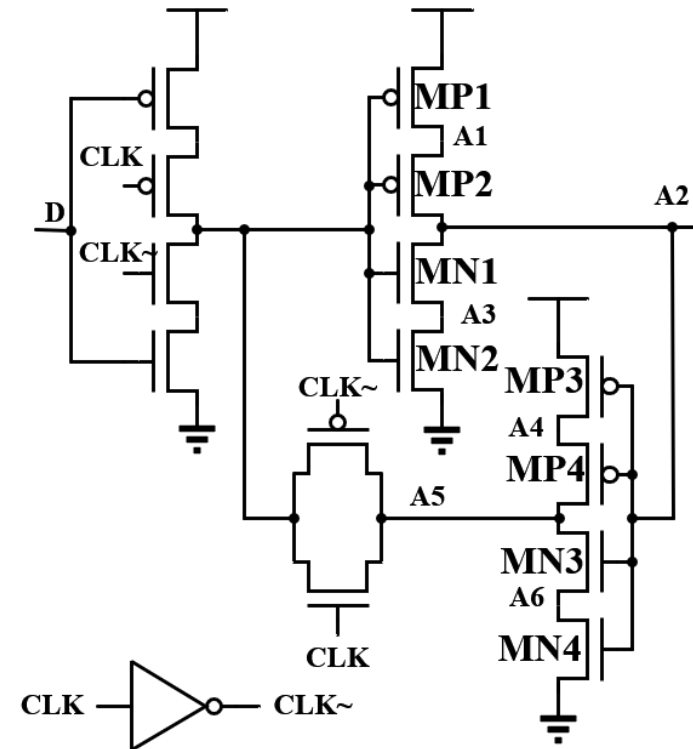 MP1
A1
CLK
MP2
A2
D
CLK~
MN1
A3
MN2
CLK~
MP3
A4
MP4
A5
MN3
A6
CLK
MN4
CLK
CLK~